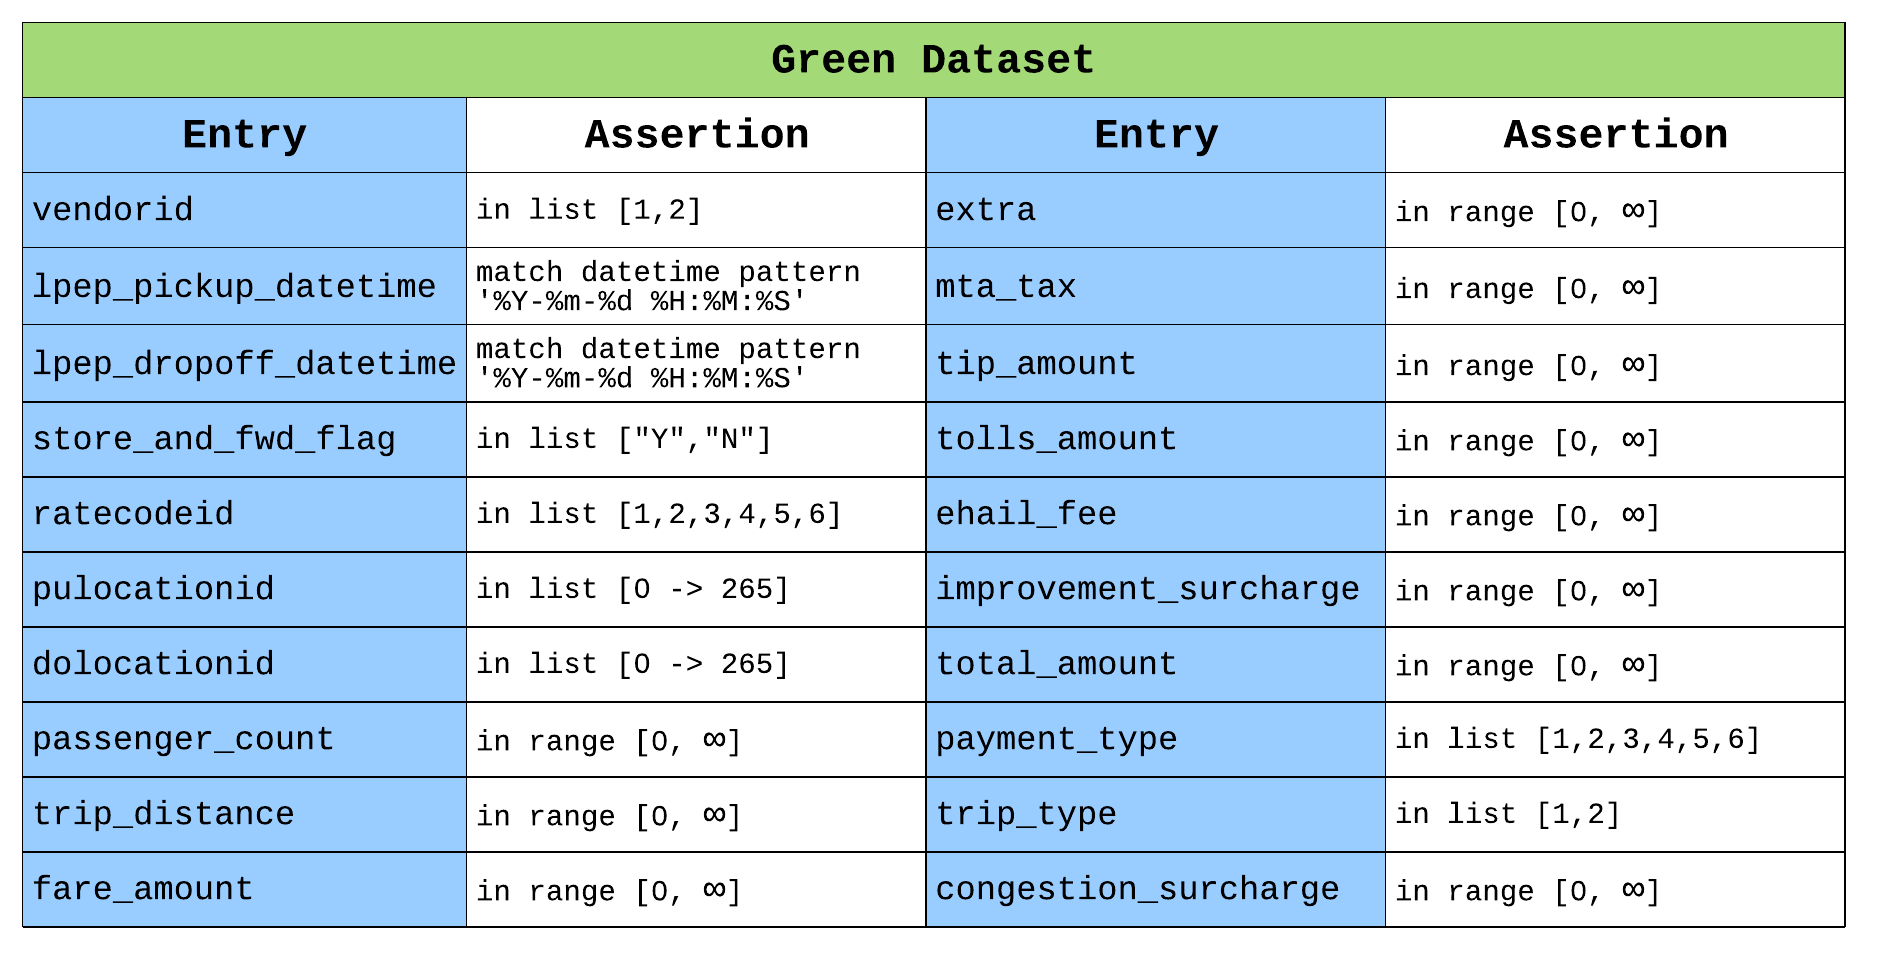 Green Dataset
Entry Assertion Entry Assertion
vendorid in list [1,2] extra in range [0, ∞]
lpep_pickup_datetime match datetime pattern
'%Y-%m-%d %H:%M:%S' mta_tax in range [0, ∞]
lpep_dropoff_datetime match datetime pattern
'%Y-%m-%d %H:%M:%S' tip_amount in range [0, ∞]
store_and_fwd_flag in list ["Y","N"] tolls_amount in range [0, ∞]
ratecodeid in list [1,2,3,4,5,6] ehail_fee in range [0, ∞]
pulocationid in list [0 -> 265] improvement_surcharge in range [0, ∞]
dolocationid in list [0 -> 265] total_amount in range [0, ∞]
passenger_count in range [0, ∞] payment_type in list [1,2,3,4,5,6]
trip_distance in range [0, ∞] trip_type in list [1,2]
fare_amount in range [0, ∞] congestion_surcharge in range [0, ∞]